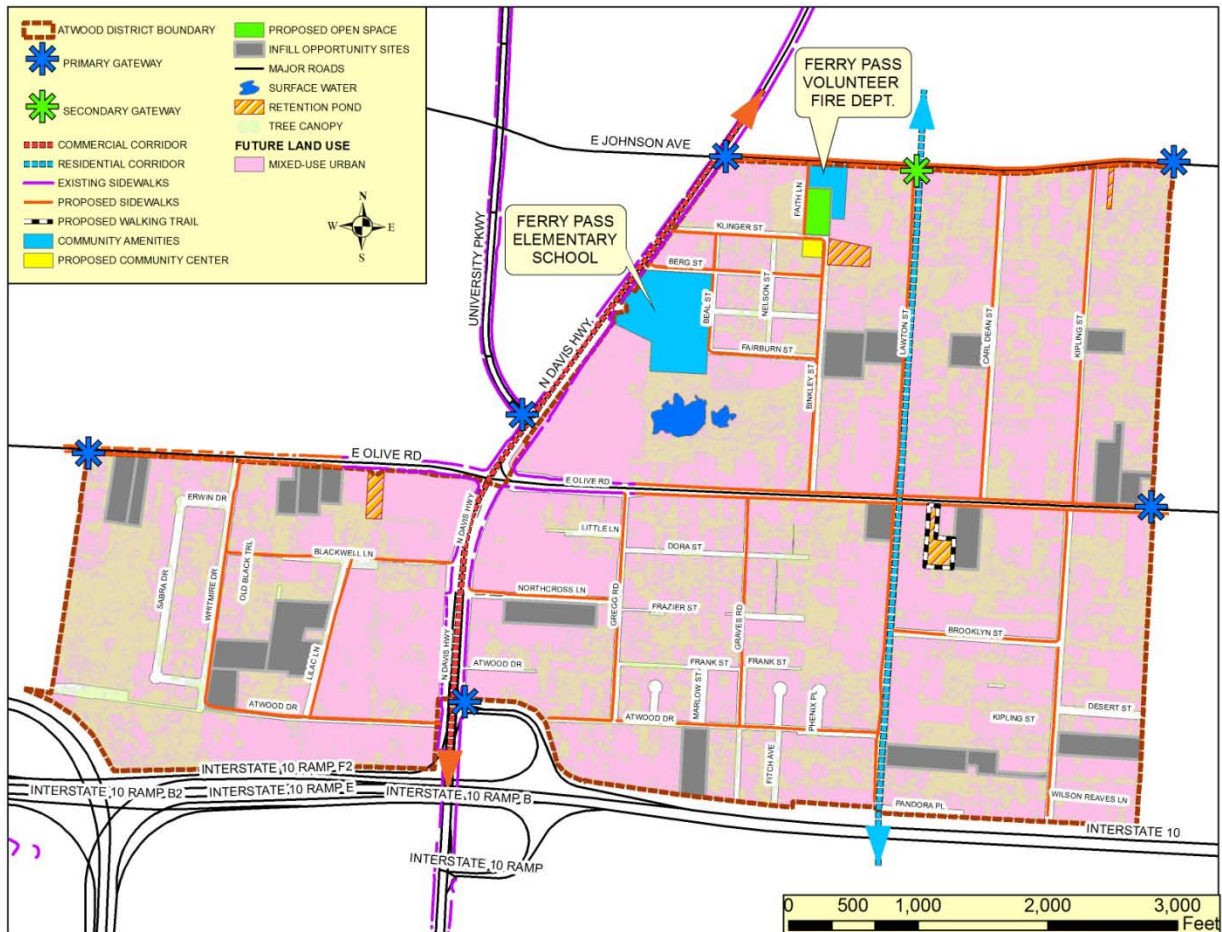 ATWOOD DISTRICT BOUNDARY
PRIMARY GATEWAY
SECONDARY GATEWAY
COMMERCIAL CORRIDOR
RESIDENTIAL CORRIDOR
EXISTING SIDEWALKS
PROPOSED SIDEWALKS
PROPOSED WALKING TRAIL
COMMUNITY AMENITIES
PROPOSED COMMUNITY CENTER
PROPOSED OPEN SPACE
INFILL OPPORTUNITY SITES
MAJOR ROADS
SURFACE WATER
RETENTION POND
TREE CANOPY
FUTURE LAND USE
MIXED-USE URBAN
N
W E
S
FERRY PASS
VOLUNTEER
FIRE DEPT.
E JOHNSON AVE
FERRY PASS
ELEMENTARY
SCHOOL
UNIVERSITY PKWY
N DAVIS HWY.
FAITH LN
KLINGER ST
BERG ST
BEAL ST
NELSON ST
FAIRBURN ST
BINKLEY ST
LAWTON ST
CARL DEAN ST
KIPLING ST
E OLIVE RD
E OLIVE RD
N DAVIS HWY
ERWIN DR
SABRA DR
WHITMIRE DR
OLD BLACK TRL
BLACKWELL LN
LILAC LN
ATWOOD DR
LITTLE LN
DORA ST
NORTHCROSS LN
GREGG RD
FRAZIER ST
GRAVES RD
N DAVIS HWY
ATWOOD DR
FRANK ST
FRANK ST
MARLOW ST
ATWOOD DR
FITCH AVE
PHENIX PL
BROOKLYN ST
KIPLING ST
DESERT ST
PANDORA PL
WILSON REAVES LN
INTERSTATE 10 RAMP F2
INTERSTATE 10 RAMP B2
INTERSTATE 10 RAMP E
INTERSTATE 10 RAMP B
INTERSTATE 10 RAMP
INTERSTATE 10
0 500 1,000 2,000 3,000
Feet